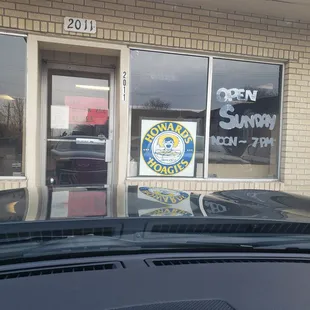 2011
2011
HOWARDS
HOAGIES
OPEN
SUNDAY
NOON ~ 7PM